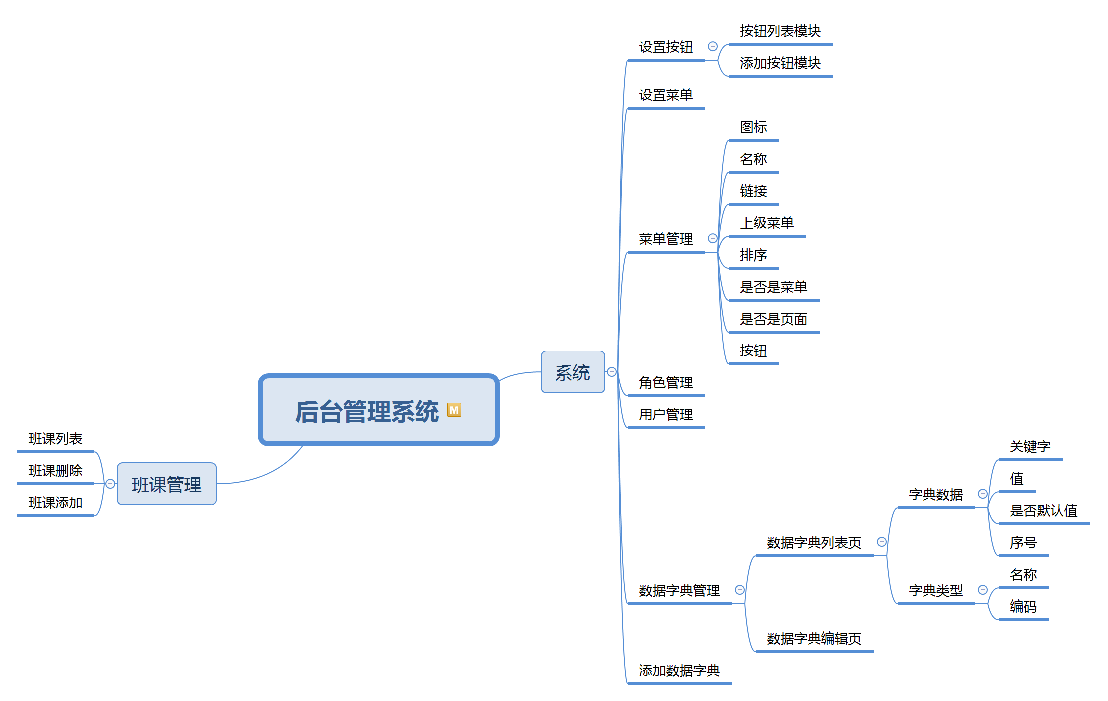 后台管理系统 M
系统
设置按钮
按钮列表模块
添加按钮模块
设置菜单
菜单管理
图标
名称
链接
上级菜单
排序
是否是菜单
是否是页面
按钮
角色管理
用户管理
数据字典管理
数据字典列表页
字典数据
关键字
值
是否默认值
序号
字典类型
名称
编码
数据字典编辑页
添加数据字典
班课管理
班课列表
班课删除
班课添加